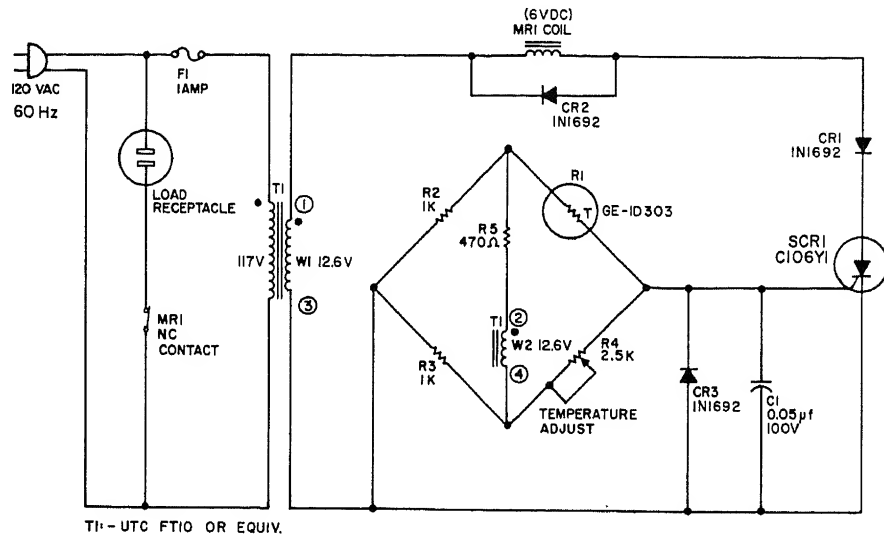 (6VDC)
MR1 COIL
F1
1AMP
120 VAC
60 Hz
CR2
1N1692
CR1
1N1692
LOAD
RECEPTACLE
T1
①
R2
1K
R1
T
GE-1D303
R5
470Ω
SCR1
C106Y1
117V
W1 12.6V
③
MR1
NC
CONTACT
T1
②
W2 12.6V
④
R4
2.5K
R3
1K
CR3
1N1692
C1
0.05μf
100V
TEMPERATURE
ADJUST
T1:- UTC FT10 OR EQUIV.